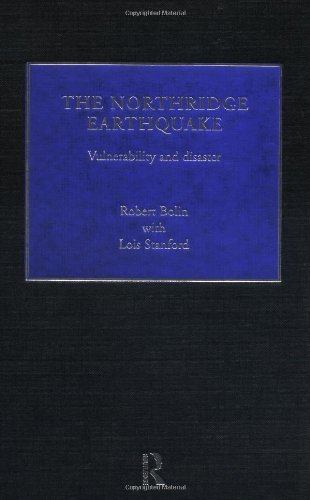 THE NORTHRIDGE
EARTHQUAKE
Vulnerability and disaster
Robert Bolin
with
Lois Stanford
R